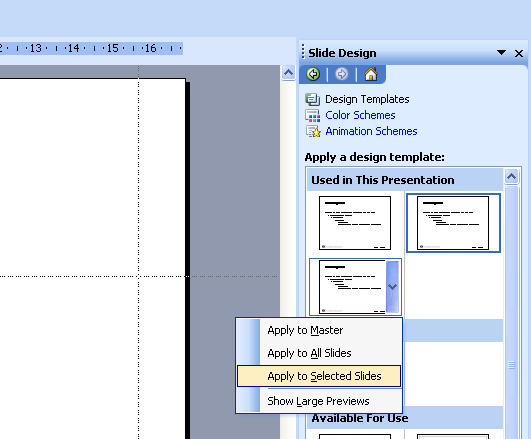 2 · 13 · 14 · 15 · 16 ·
Slide Design
Design Templates
Color Schemes
Animation Schemes
Apply a design template:
Used in This Presentation
Apply to Master
Apply to All Slides
Apply to Selected Slides
Show Large Previews
Available For Use